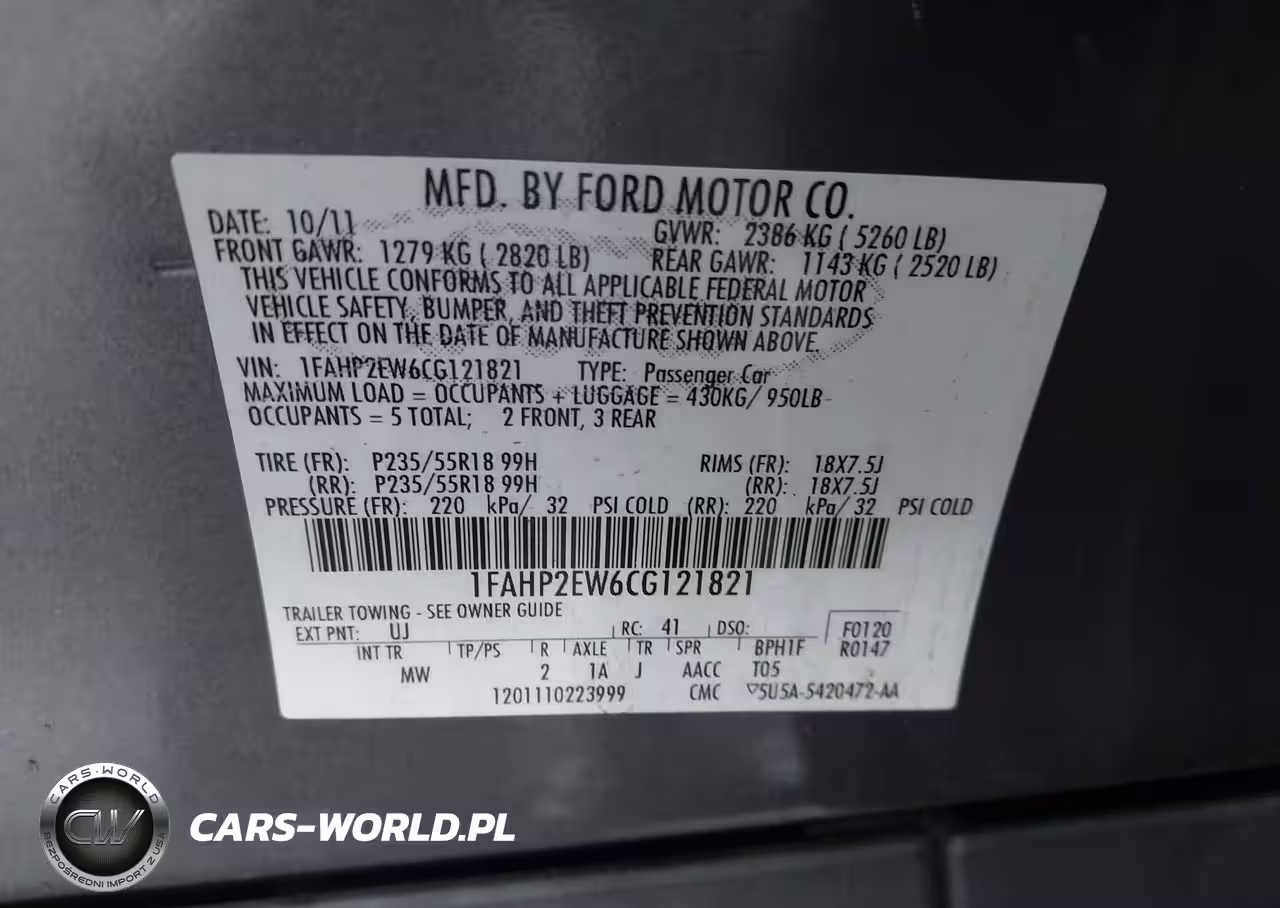 MFD. BY FORD MOTOR CO.
DATE: 10/11 GVWR: 2386 KG ( 5260 LB)
FRONT GAWR: 1279 KG ( 2820 LB) REAR GAWR: 1143 KG ( 2520 LB)
THIS VEHICLE CONFORMS TO ALL APPLICABLE FEDERAL MOTOR
VEHICLE SAFETY, BUMPER, AND THEFT PREVENTION STANDARDS
IN EFFECT ON THE DATE OF MANUFACTURE SHOWN ABOVE.
VIN: 1FAHP2EW6CG121821 TYPE: Passenger Car
MAXIMUM LOAD = OCCUPANTS + LUGGAGE = 430KG/ 950LB
OCCUPANTS = 5 TOTAL; 2 FRONT, 3 REAR
TIRE (FR): P235/55R18 99H RIMS (FR): 18X7.5J
(RR): P235/55R18 99H (RR): 18X7.5J
PRESSURE (FR): 220 kPa/ 32 PSI COLD (RR): 220 kPa/ 32 PSI COLD
1FAHP2EW6CG121821
TRAILER TOWING - SEE OWNER GUIDE
EXT PNT: UJ RC: 41 DSO: F0120
INT TR TP/PS R AXLE TR SPR BPH1F R0147
MW 2 1A J AACC T05
1201110223999 CMC ▽5U5A-5420472-AA
CARS-WORLD
CW
BEZPOŚREDNI IMPORT Z USA
CARS-WORLD.PL